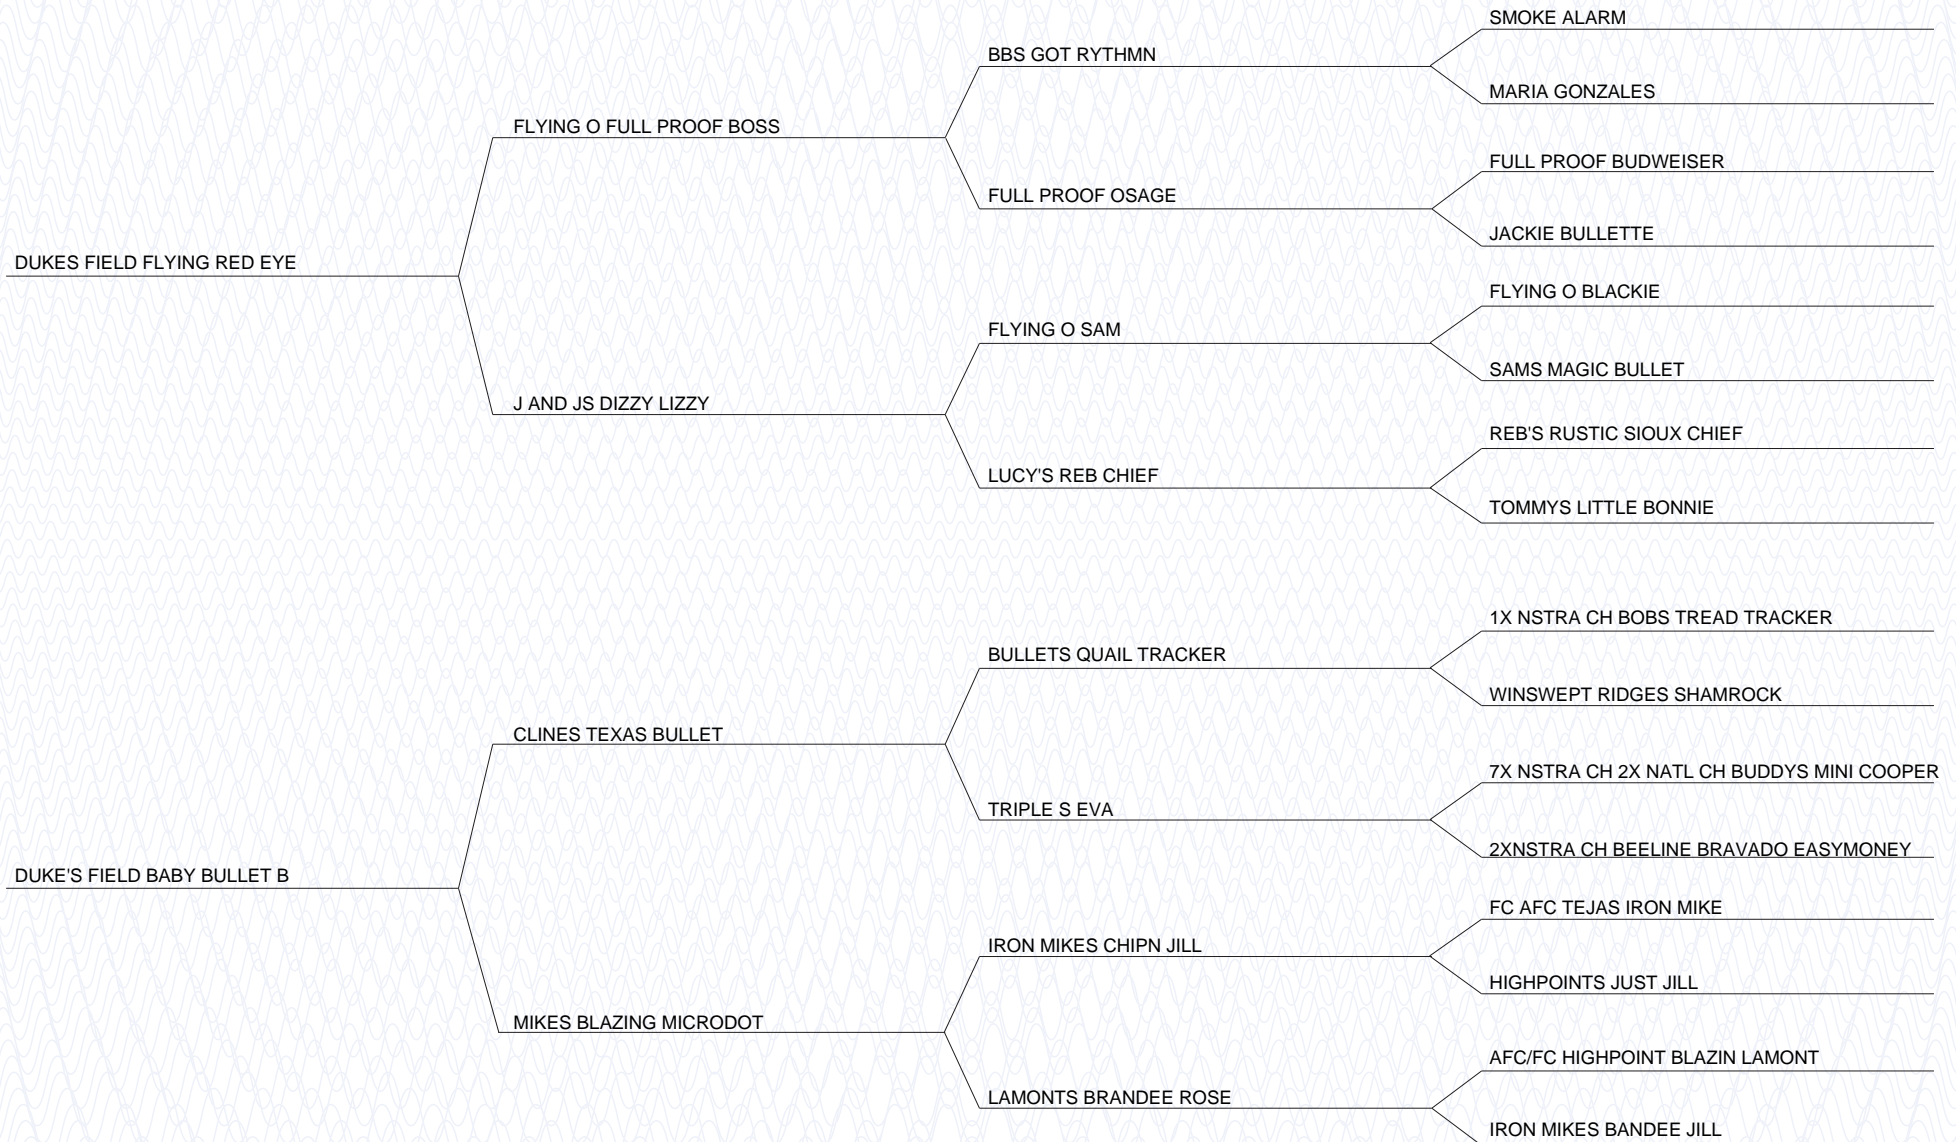 SMOKE ALARM
BBS GOT RYTHMN
MARIA GONZALES
FLYING O FULL PROOF BOSS
FULL PROOF BUDWEISER
FULL PROOF OSAGE
JACKIE BULLETTE
DUKES FIELD FLYING RED EYE
FLYING O BLACKIE
FLYING O SAM
SAMS MAGIC BULLET
J AND JS DIZZY LIZZY
REB'S RUSTIC SIOUX CHIEF
LUCY'S REB CHIEF
TOMMYS LITTLE BONNIE
1X NSTRA CH BOBS TREAD TRACKER
BULLETS QUAIL TRACKER
WINSWEPT RIDGES SHAMROCK
CLINES TEXAS BULLET
7X NSTRA CH 2X NATL CH BUDDYS MINI COOPER
TRIPLE S EVA
2XNSTRA CH BEELINE BRAVADO EASYMONEY
DUKE'S FIELD BABY BULLET B
FC AFC TEJAS IRON MIKE
IRON MIKES CHIPN JILL
HIGHPOINTS JUST JILL
MIKES BLAZING MICRODOT
AFC/FC HIGHPOINT BLAZIN LAMONT
LAMONTS BRANDEE ROSE
IRON MIKES BANDEE JILL